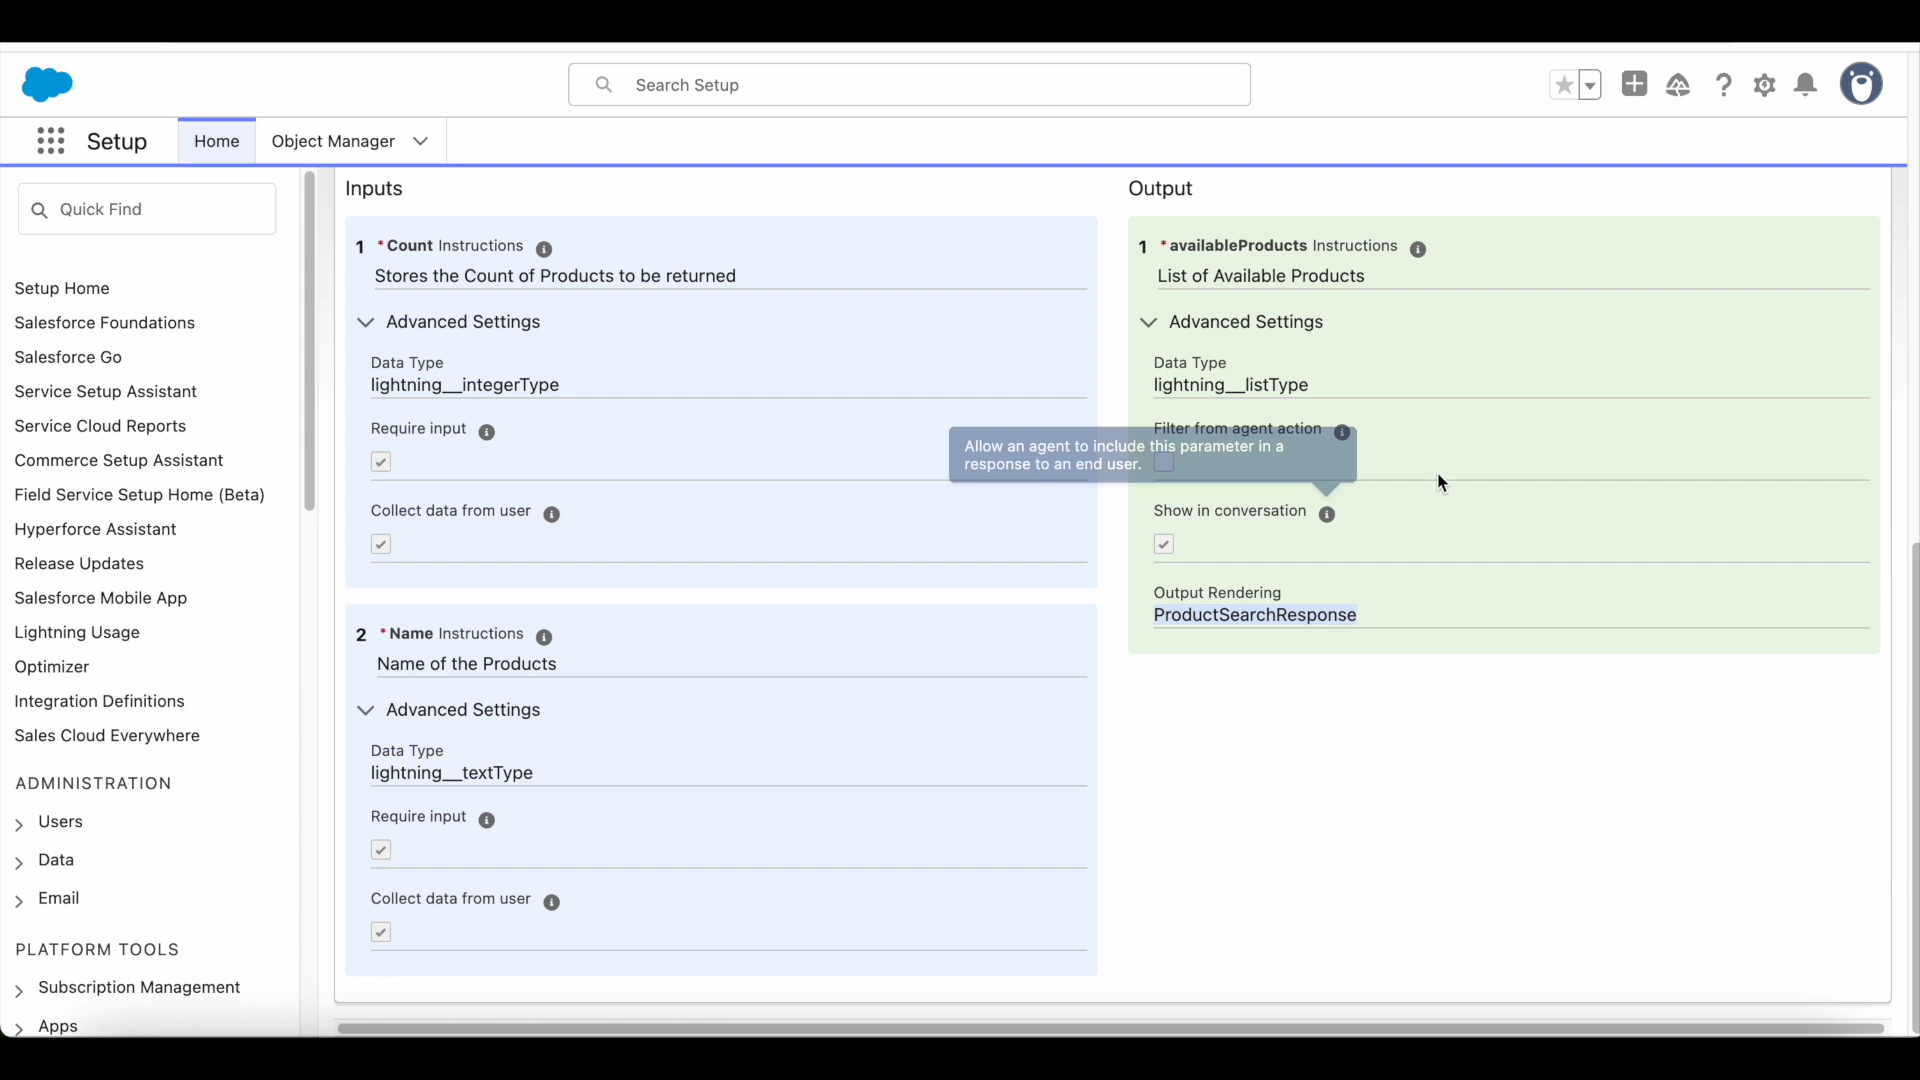 Search Setup
Setup
Home
Object Manager
Quick Find
Setup Home
Salesforce Foundations
Salesforce Go
Service Setup Assistant
Service Cloud Reports
Commerce Setup Assistant
Field Service Setup Home (Beta)
Hyperforce Assistant
Release Updates
Salesforce Mobile App
Lightning Usage
Optimizer
Integration Definitions
Sales Cloud Everywhere
ADMINISTRATION
Users
Data
Email
PLATFORM TOOLS
Subscription Management
Apps
Inputs
1 *Count Instructions
Stores the Count of Products to be returned
Advanced Settings
Data Type
lightning__integerType
Require input
Collect data from user
2 *Name Instructions
Name of the Products
Advanced Settings
Data Type
lightning__textType
Require input
Collect data from user
Output
1 *availableProducts Instructions
List of Available Products
Advanced Settings
Data Type
lightning__listType
Filter from agent action
Allow an agent to include this parameter in a
response to an end user.
Show in conversation
Output Rendering
ProductSearchResponse